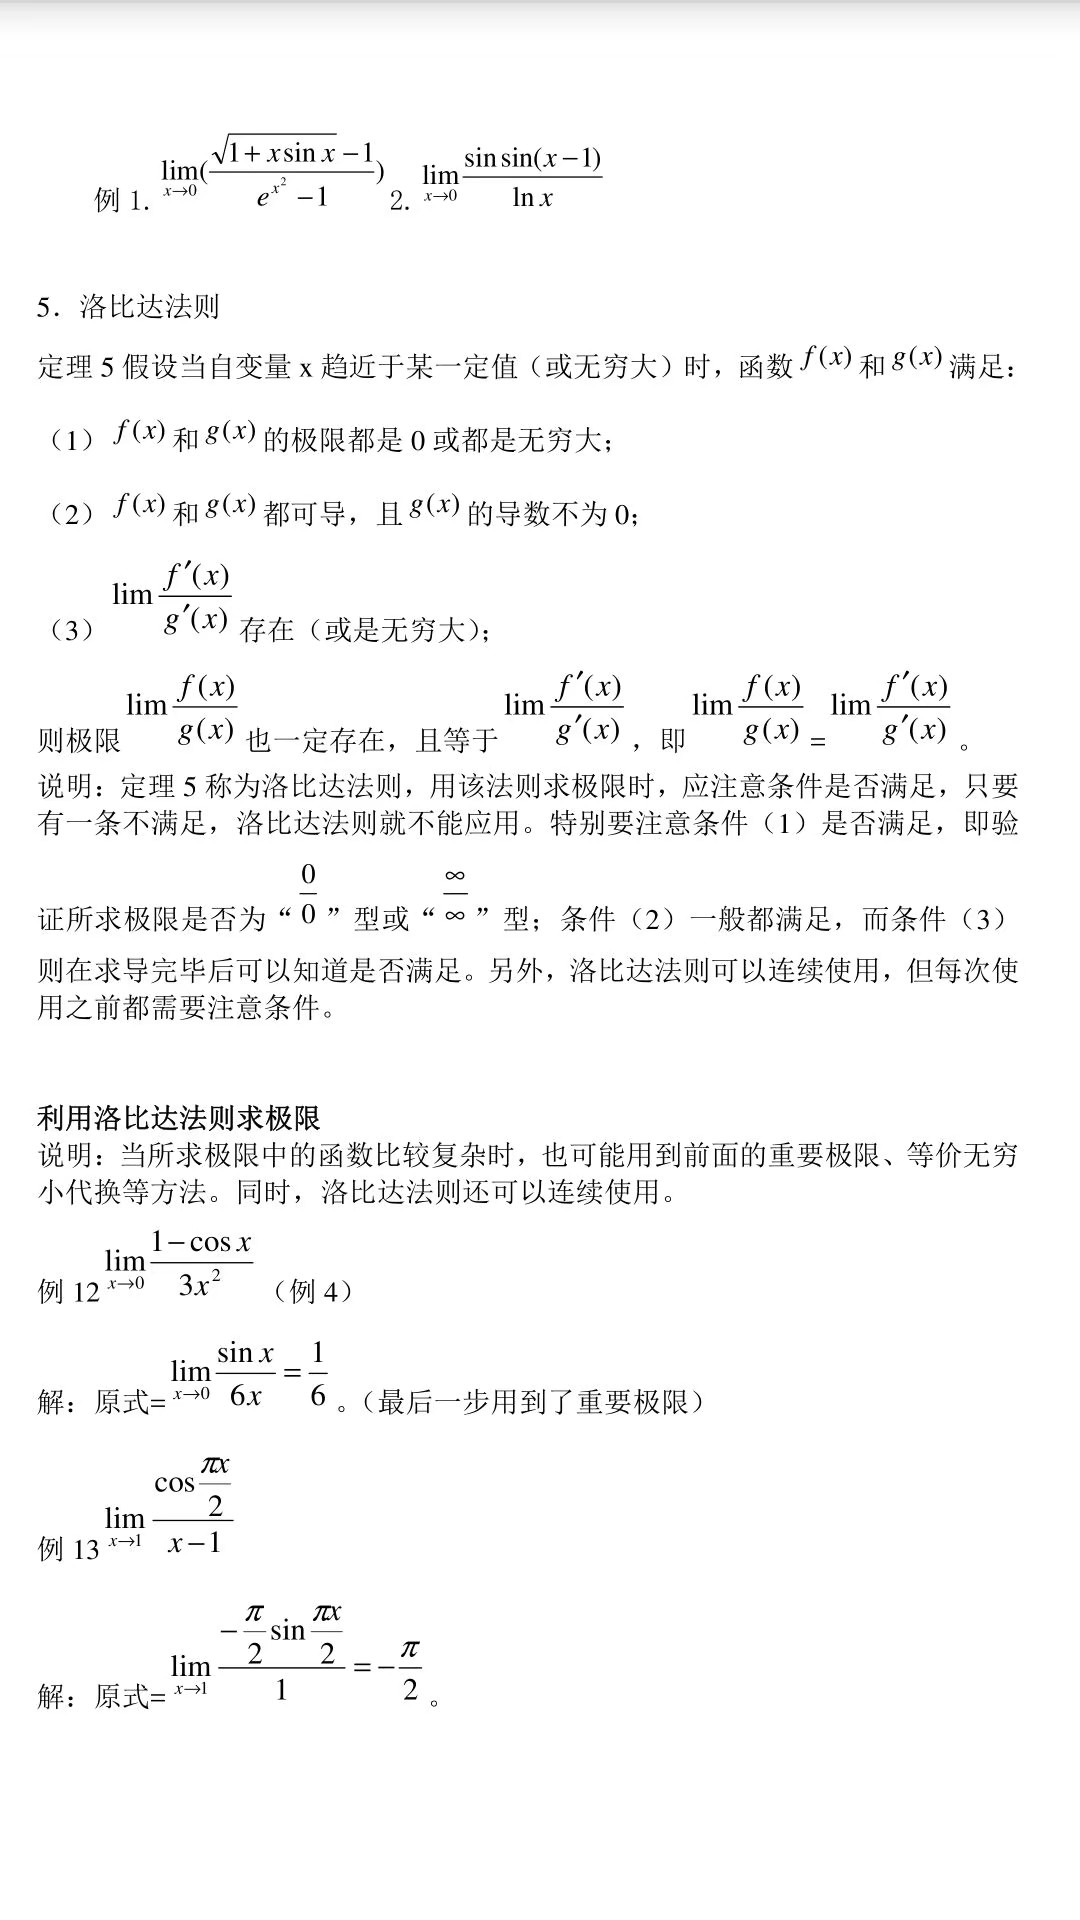 例 1. lim_{x→0}(\frac{\sqrt{1+x\sin x}-1}{e^{x^2}-1}) 2. lim_{x→0}\frac{\sin\sin(x-1)}{\ln x}
5．洛比达法则
定理 5 假设当自变量 x 趋近于某一定值（或无穷大）时，函数 f(x) 和 g(x) 满足：
（1） f(x) 和 g(x) 的极限都是 0 或都是无穷大；
（2） f(x) 和 g(x) 都可导，且 g(x) 的导数不为 0；
（3） lim\frac{f′(x)}{g′(x)} 存在（或是无穷大）；
则极限 lim\frac{f(x)}{g(x)} 也一定存在，且等于 lim\frac{f′(x)}{g′(x)}，即 lim\frac{f(x)}{g(x)} = lim\frac{f′(x)}{g′(x)} 。
说明：定理 5 称为洛比达法则，用该法则求极限时，应注意条件是否满足，只要
有一条不满足，洛比达法则就不能应用。特别要注意条件（1）是否满足，即验
证所求极限是否为“\frac{0}{0}”型或“\frac{∞}{∞}”型；条件（2）一般都满足，而条件（3）
则在求导完毕后可以知道是否满足。另外，洛比达法则可以连续使用，但每次使
用之前都需要注意条件。
利用洛比达法则求极限
说明：当所求极限中的函数比较复杂时，也可能用到前面的重要极限、等价无穷
小代换等方法。同时，洛比达法则还可以连续使用。
例 12 lim_{x→0}\frac{1-\cos x}{3x^2} （例 4）
解：原式= lim_{x→0}\frac{\sin x}{6x}=\frac{1}{6} 。（最后一步用到了重要极限）
例 13 lim_{x→1}\frac{\cos\frac{πx}{2}}{x-1}
解：原式= lim_{x→1}\frac{-\frac{π}{2}\sin\frac{πx}{2}}{1}=-\frac{π}{2} 。